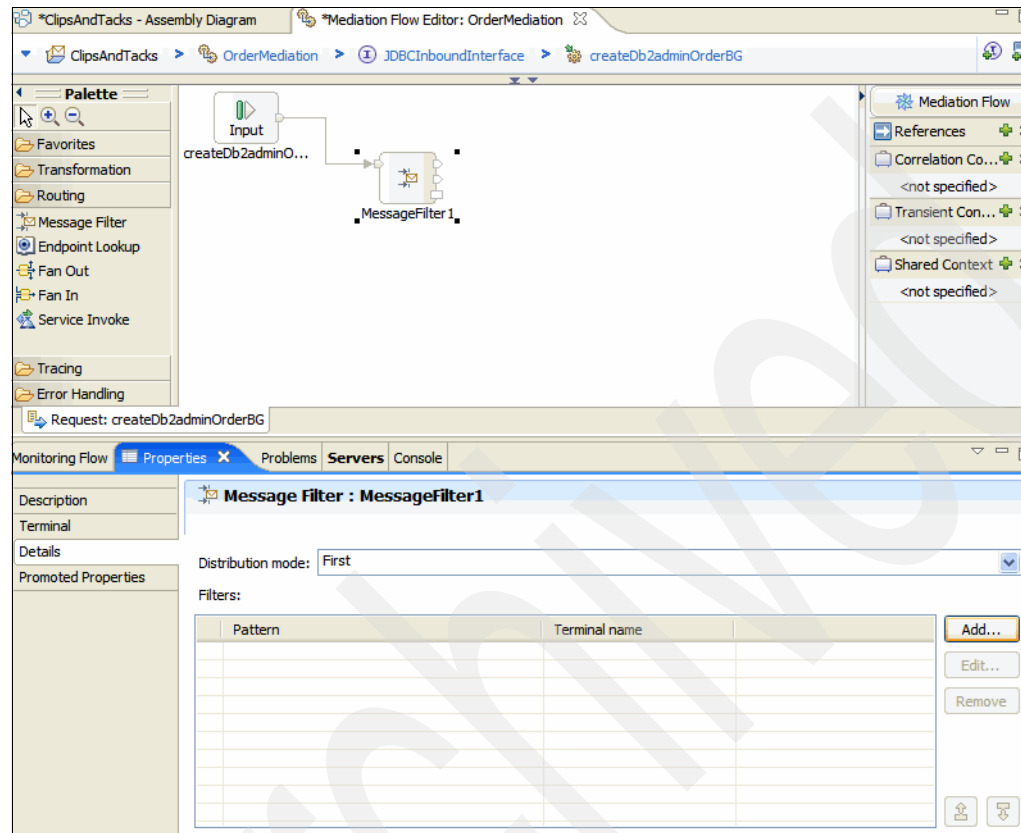 *ClipsAndTacks - Assembly Diagram *Mediation Flow Editor: OrderMediation
ClipsAndTacks > OrderMediation > JDBCInboundInterface > createDb2adminOrderBG
Palette
Favorites
Transformation
Routing
Message Filter
Endpoint Lookup
Fan Out
Fan In
Service Invoke
Tracing
Error Handling
Input
createDb2adminO...
MessageFilter1
Mediation Flow
References
Correlation Co...
<not specified>
Transient Con...
<not specified>
Shared Context
<not specified>
Request: createDb2adminOrderBG
Monitoring Flow Properties Problems Servers Console
Description
Terminal
Details
Promoted Properties
Message Filter : MessageFilter1
Distribution mode: First
Filters:
Pattern Terminal name
Add...
Edit...
Remove